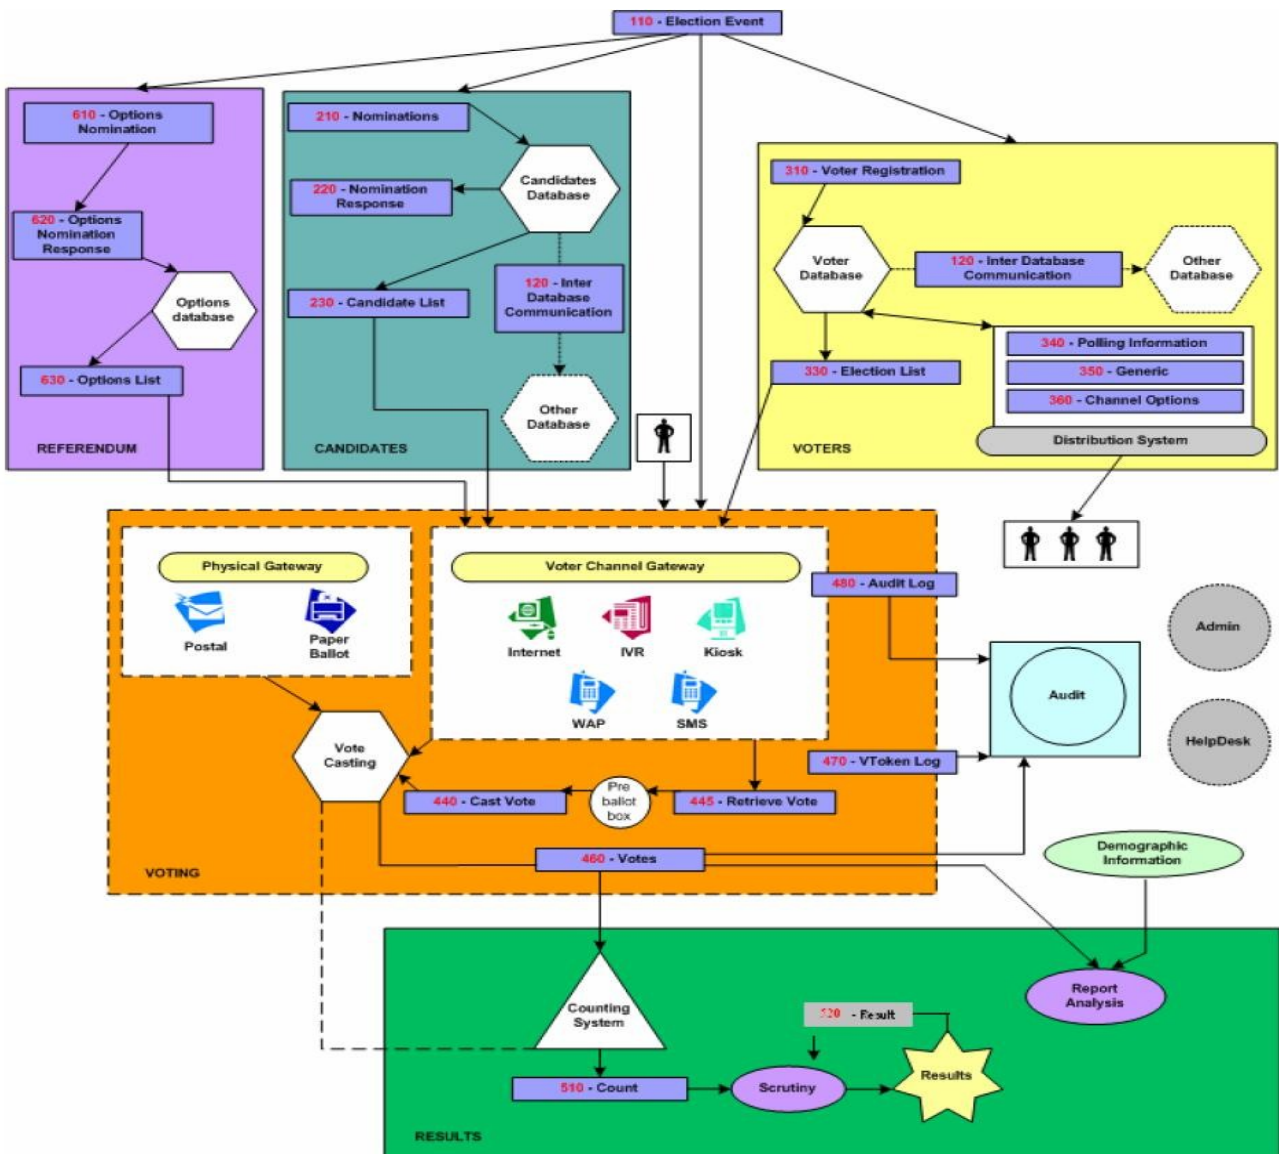 110 - Election Event
610 - Options
Nomination
620 - Options
Nomination
Response
Options
database
630 - Options List
REFERENDUM
210 - Nominations
Candidates
Database
220 - Nomination
Response
230 - Candidate List
120 - Inter
Database
Communication
Other
Database
CANDIDATES
310 - Voter Registration
Voter
Database
120 - Inter Database
Communication
Other
Database
330 - Election List
340 - Polling Information
350 - Generic
360 - Channel Options
Distribution System
VOTERS
Physical Gateway
Postal
Paper
Ballot
Voter Channel Gateway
Internet
IVR
Kiosk
WAP
SMS
480 - Audit Log
Audit
Admin
HelpDesk
Vote
Casting
470 - VToken Log
440 - Cast Vote
Pre
ballot
box
445 - Retrieve Vote
460 - Votes
VOTING
Demographic
Information
Report
Analysis
Counting
System
520 - Result
510 - Count
Scrutiny
Results
RESULTS